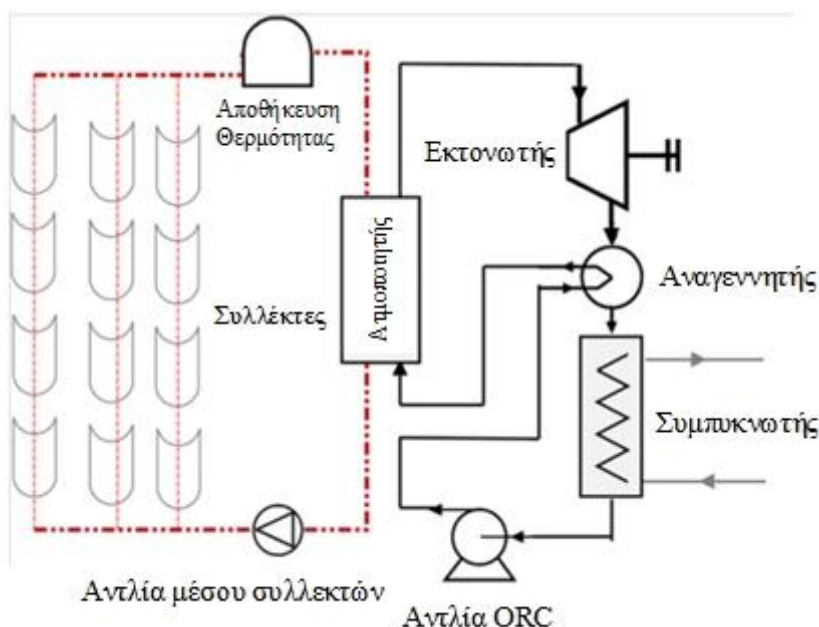 Αποθήκευση
Θερμότητας
Εκτονωτής
Ατμοποιητής
Αναγεννητής
Συλλέκτες
Συμπυκνωτής
Αντλία μέσου συλλεκτών
Αντλία ORC